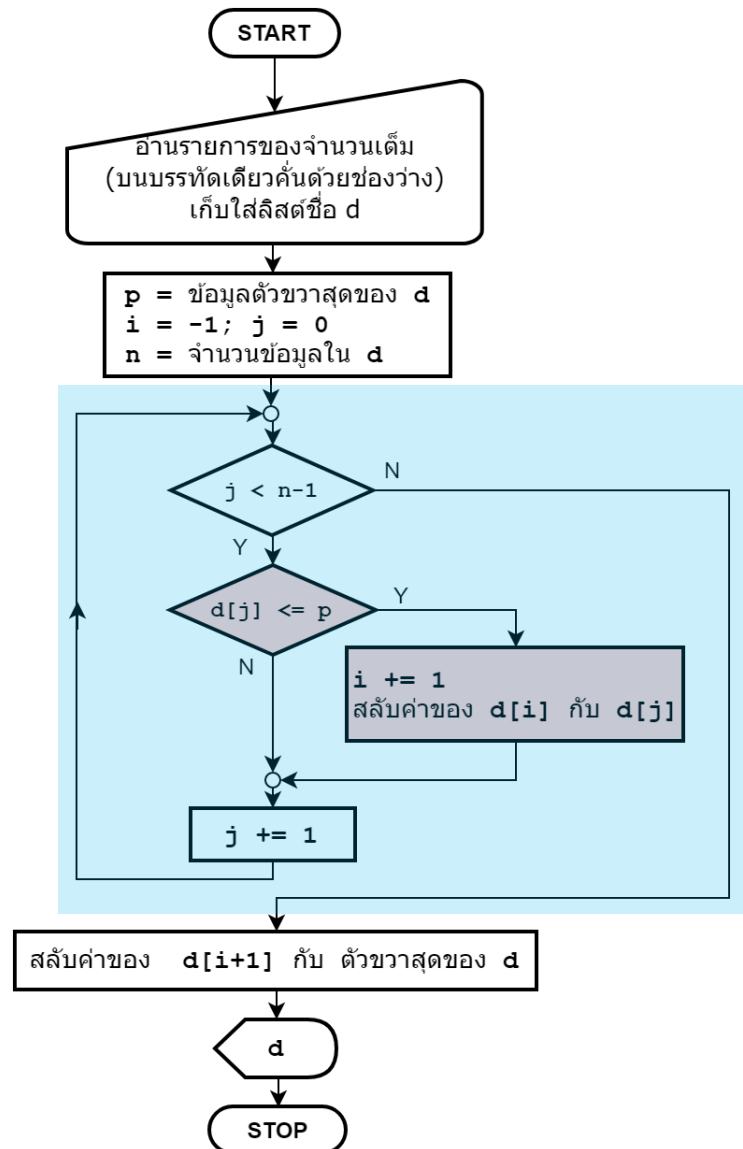 START
อ่านรายการของจำนวนเต็ม
(บนบรรทัดเดียวคั่นด้วยช่องว่าง)
เก็บใส่ลิสต์ชื่อ d
p = ข้อมูลตัวขวาสุดของ d
i = -1; j = 0
n = จำนวนข้อมูลใน d
j < n-1
N
Y
d[j] <= p
Y
N
i += 1
สลับค่าของ d[i] กับ d[j]
j += 1
สลับค่าของ d[i+1] กับ ตัวขวาสุดของ d
d
STOP